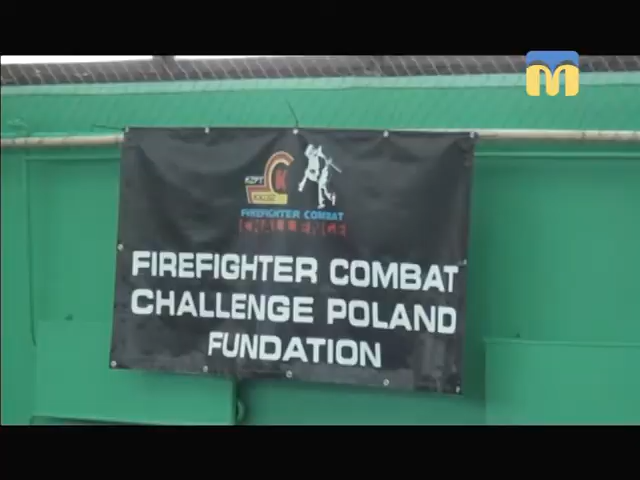 m
FIREFIGHTER COMBAT
CHALLENGE
FIREFIGHTER COMBAT
CHALLENGE POLAND
FUNDATION